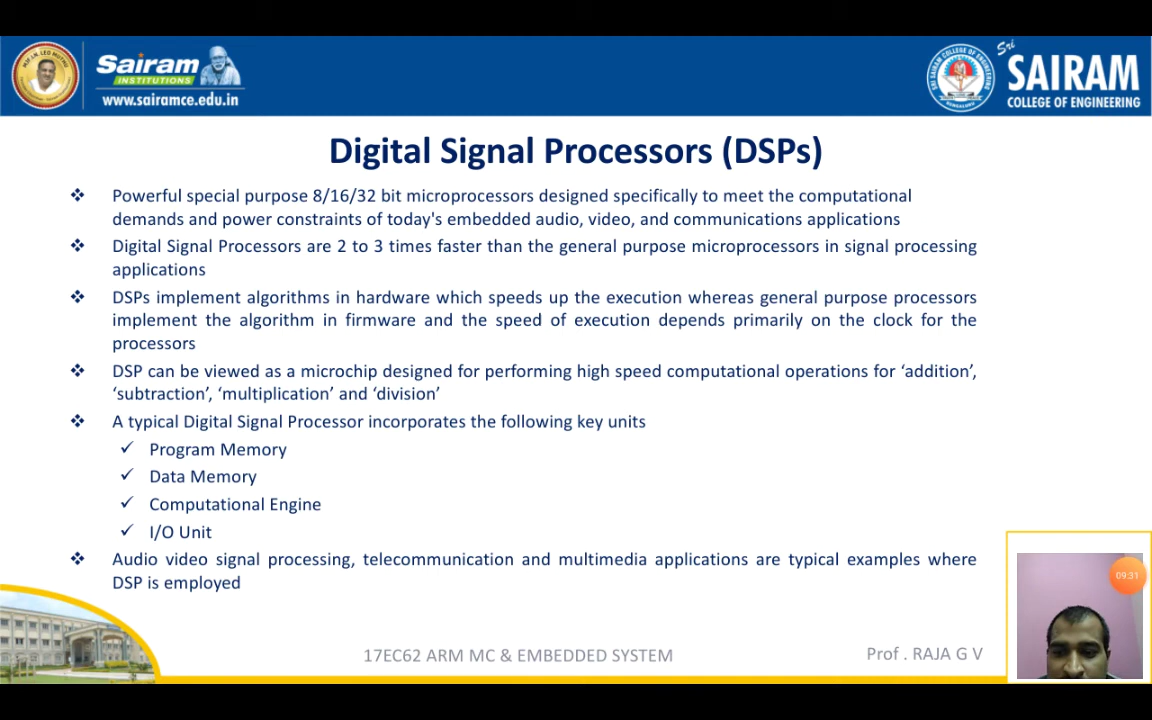 Sairam
INSTITUTIONS
www.sairamce.edu.in
Sri
SAIRAM
COLLEGE OF ENGINEERING
Digital Signal Processors (DSPs)
Powerful special purpose 8/16/32 bit microprocessors designed specifically to meet the computational
demands and power constraints of today's embedded audio, video, and communications applications
Digital Signal Processors are 2 to 3 times faster than the general purpose microprocessors in signal processing
applications
DSPs implement algorithms in hardware which speeds up the execution whereas general purpose processors
implement the algorithm in firmware and the speed of execution depends primarily on the clock for the
processors
DSP can be viewed as a microchip designed for performing high speed computational operations for ‘addition’,
‘subtraction’, ‘multiplication’ and ‘division’
A typical Digital Signal Processor incorporates the following key units
Program Memory
Data Memory
Computational Engine
I/O Unit
Audio video signal processing, telecommunication and multimedia applications are typical examples where
DSP is employed
09:31
17EC62 ARM MC & EMBEDDED SYSTEM
Prof . RAJA G V